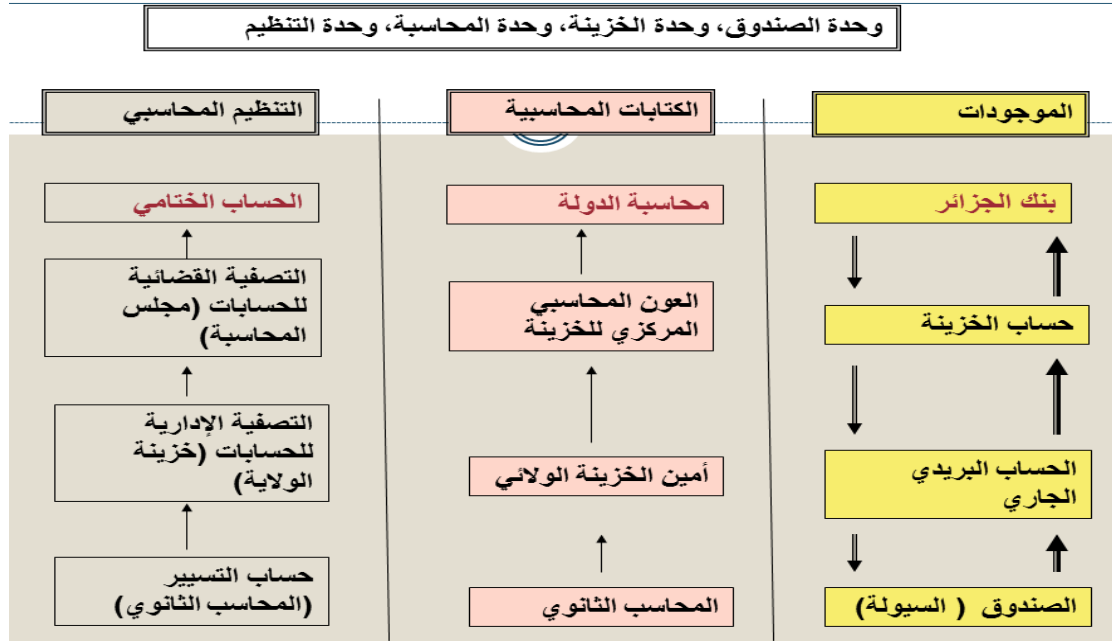 وحدة الصندوق، وحدة الخزينة، وحدة المحاسبة، وحدة التنظيم
الموجودات
بنك الجزائر
حساب الخزينة
الحساب البريدي
الجاري
الصندوق ( السيولة)
الكتابات المحاسبية
محاسبة الدولة
العون المحاسبي
المركزي للخزينة
أمين الخزينة الولائي
المحاسب الثانوي
التنظيم المحاسبي
الحساب الختامي
التصفية القضائية
للحسابات (مجلس
المحاسبة)
التصفية الإدارية
للحسابات (خزينة
الولاية)
حساب التسيير
(المحاسب الثانوي)